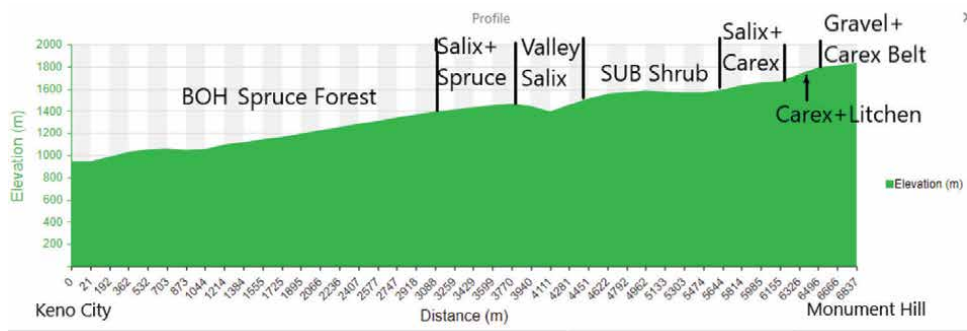 Profile
Elevation (m)
2000
1800
1600
1400
1200
1000
800
600
400
200
BOH Spruce Forest
Salix+
Spruce
Valley
Salix
SUB Shrub
Salix+
Carex
Gravel+
Carex Belt
Carex+Litchen
Elevation (m)
0 21 192 362 532 703 873 1044 1214 1384 1555 1725 1895 2066 2236 2407 2577 2747 2918 3088 3259 3429 3599 3770 3940 4111 4281 4451 4622 4792 4962 5133 5303 5474 5644 5814 5985 6155 6326 6496 6666 6837
Keno City
Distance (m)
Monument Hill